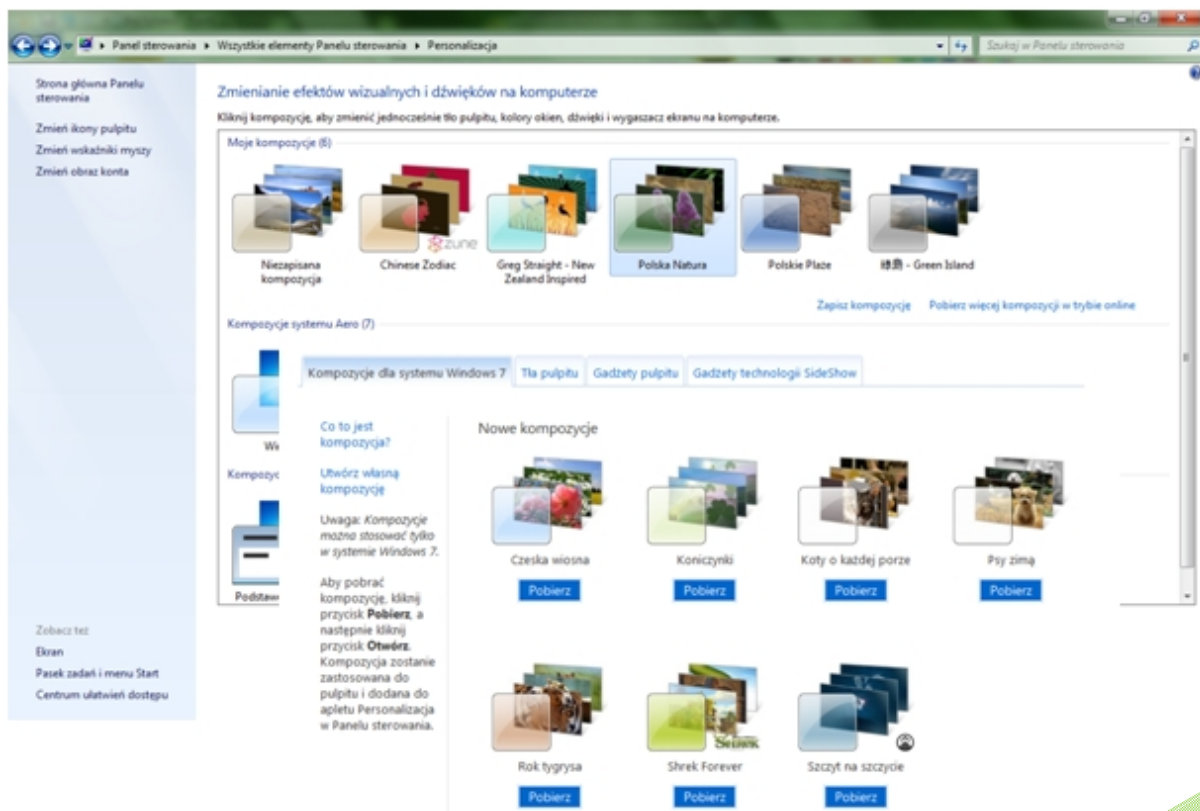 Panel sterowania ▸ Wszystkie elementy Panelu sterowania ▸ Personalizacja
Szukaj w Panelu sterowania
Strona główna Panelu
sterowania
Zmień ikony pulpitu
Zmień wskaźniki myszy
Zmień obraz konta
Zmienianie efektów wizualnych i dźwięków na komputerze
Kliknij kompozycję, aby zmienić jednocześnie tło pulpitu, kolory okien, dźwięki i wygaszacz ekranu na komputerze.
Moje kompozycje (6)
zune
Niezapisana
kompozycja
Chinese Zodiac
Greg Straight - New
Zealand Inspired
Polska Natura
Polskie Plaże
綠島 - Green Island
Zapisz kompozycję
Pobierz więcej kompozycji w trybie online
Kompozycje systemu Aero (7)
Wi
Kompozyc
Podstaw
Kompozycje dla systemu Windows 7
Tła pulpitu
Gadżety pulpitu
Gadżety technologii SideShow
Co to jest
kompozycja?
Utwórz własną
kompozycję
Uwaga: Kompozycje
można stosować tylko
w systemie Windows 7.
Aby pobrać
kompozycję, kliknij
przycisk Pobierz, a
następnie kliknij
przycisk Otwórz.
Kompozycja zostanie
zastosowana do
pulpitu i dodana do
apletu Personalizacja
w Panelu sterowania.
Nowe kompozycje
Czeska wiosna
Koniczynki
Koty o każdej porze
Psy zimą
Pobierz
Pobierz
Pobierz
Pobierz
SHREK
Rok tygrysa
Shrek Forever
Szczyt na szczycie
Pobierz
Pobierz
Pobierz
Zobacz też
Ekran
Pasek zadań i menu Start
Centrum ułatwień dostępu